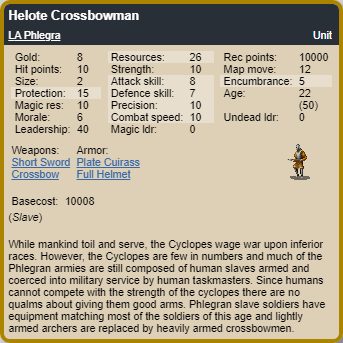 Helote Crossbowman
LA Phlegra Unit
Gold: 8 Resources: 26 Rec points: 10000
Hit points: 10 Strength: 10 Map move: 12
Size: 2 Attack skill: 8 Encumbrance: 5
Protection: 15 Defence skill: 7 Age: 22
Magic res: 10 Precision: 10 (50)
Morale: 6 Combat speed: 10 Undead ldr: 0
Leadership: 40 Magic ldr: 0
Weapons: Armor:
Short Sword Plate Cuirass
Crossbow Full Helmet
Basecost: 10008
(Slave)
While mankind toil and serve, the Cyclopes wage war upon inferior
races. However, the Cyclopes are few in numbers and much of the
Phlegran armies are still composed of human slaves armed and
coerced into military service by human taskmasters. Since humans
cannot compete with the strength of the cyclopes there are no
qualms about giving them good arms. Phlegran slave soldiers have
equipment matching most of the soldiers of this age and lightly
armed archers are replaced by heavily armed crossbowmen.